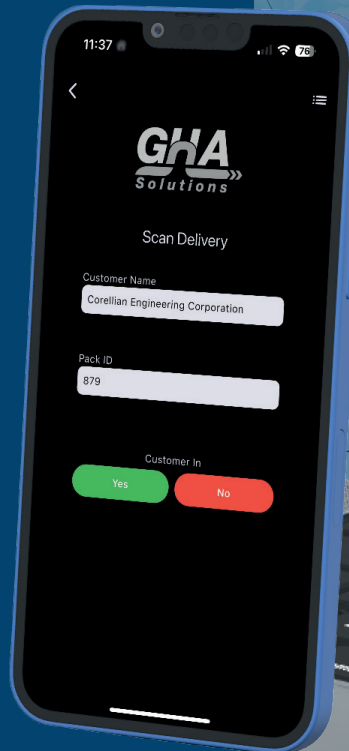 11:37
76
GHA
Solutions
Scan Delivery
Customer Name
Corellian Engineering Corporation
Pack ID
879
Customer In
Yes No